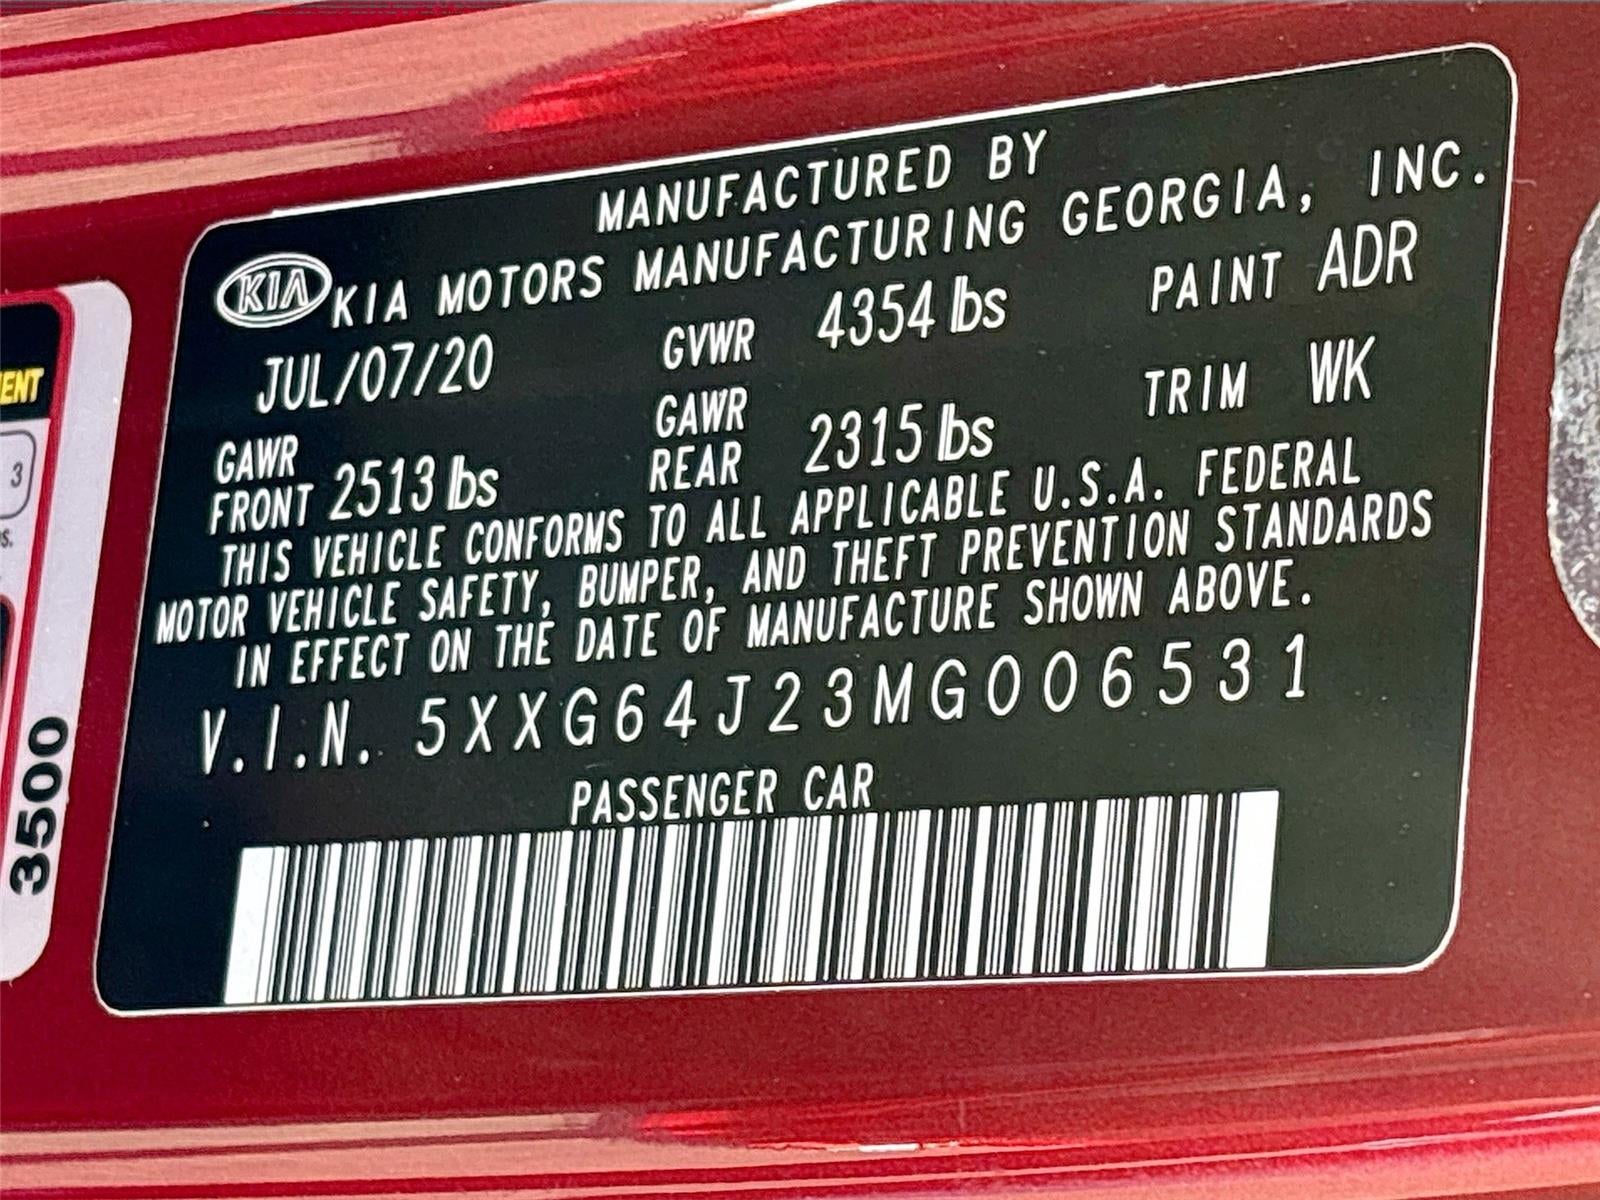 MANUFACTURED BY
KIA KIA MOTORS MANUFACTURING GEORGIA, INC.
JUL/07/20 GVWR 4354 lbs PAINT ADR
GAWR FRONT 2513 lbs GAWR REAR 2315 lbs TRIM WK
THIS VEHICLE CONFORMS TO ALL APPLICABLE U.S.A. FEDERAL
MOTOR VEHICLE SAFETY, BUMPER, AND THEFT PREVENTION STANDARDS
IN EFFECT ON THE DATE OF MANUFACTURE SHOWN ABOVE.
V.I.N. 5XXG64J23MG006531
PASSENGER CAR
3
3500